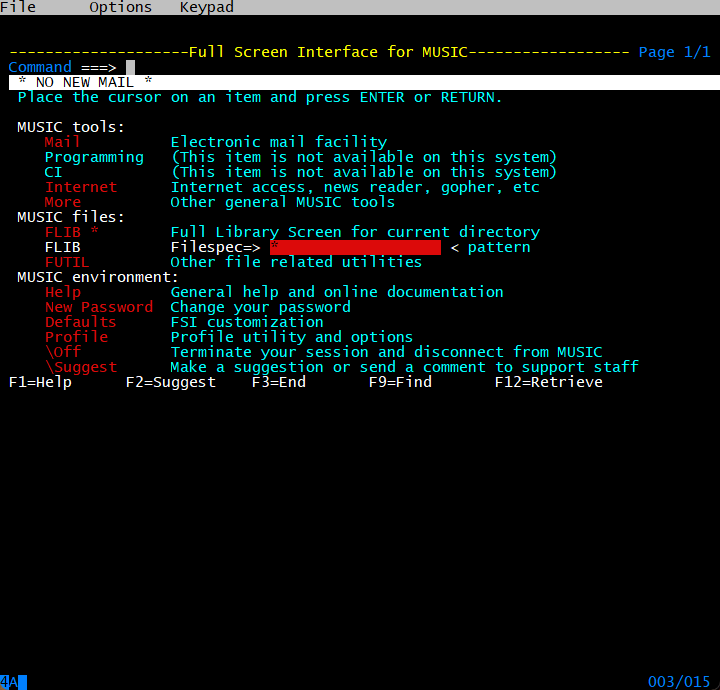 File Options Keypad
--------------------Full Screen Interface for MUSIC------------------ Page 1/1
Command ===>
* NO NEW MAIL *
Place the cursor on an item and press ENTER or RETURN.
MUSIC tools:
Mail Electronic mail facility
Programming (This item is not available on this system)
CI (This item is not available on this system)
Internet Internet access, news reader, gopher, etc
More Other general MUSIC tools
MUSIC files:
FLIB * Full Library Screen for current directory
FLIB Filespec=> * < pattern
FUTIL Other file related utilities
MUSIC environment:
Help General help and online documentation
New Password Change your password
Defaults FSI customization
Profile Profile utility and options
\Off Terminate your session and disconnect from MUSIC
\Suggest Make a suggestion or send a comment to support staff
F1=Help F2=Suggest F3=End F9=Find F12=Retrieve
4A 003/015